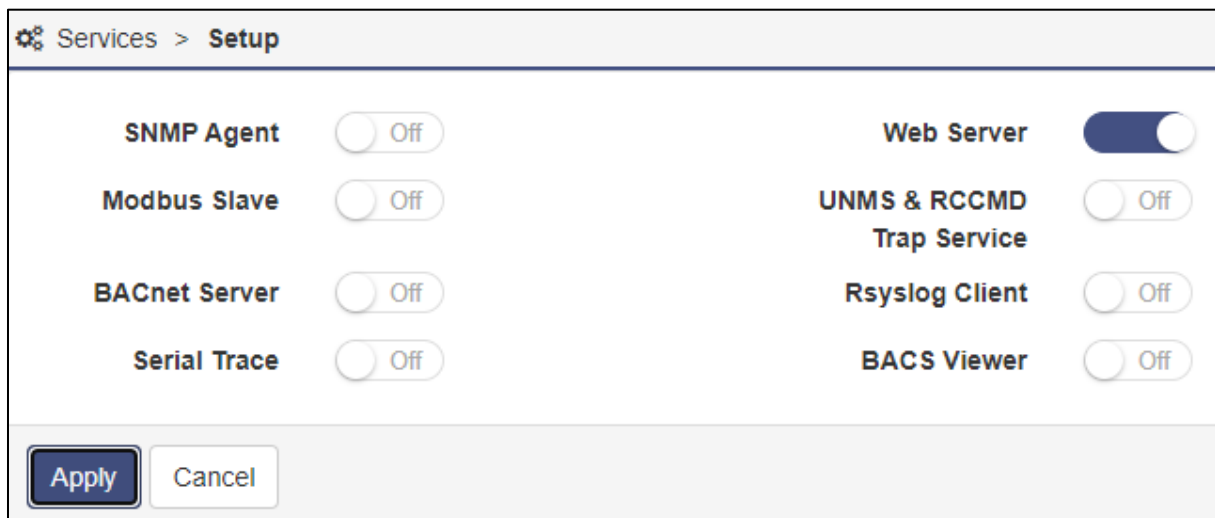 Services > Setup
SNMP Agent Off Web Server
Modbus Slave Off UNMS & RCCMD Off
Trap Service
BACnet Server Off Rsyslog Client Off
Serial Trace Off BACS Viewer Off
Apply Cancel